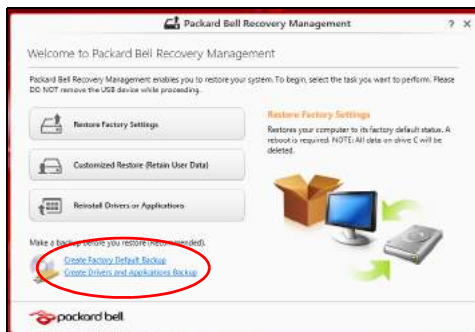 Packard Bell Recovery Management
? ×
Welcome to Packard Bell Recovery Management
Packard Bell Recovery Management enables you to restore your system. To begin, select the task you want to perform. Please
DO NOT remove the USB device while proceeding.
Restore Factory Settings
Customized Restore (Retain User Data)
Reinstall Drivers or Applications
Restore Factory Settings
Restores your computer to its factory default status. A
reboot is required. NOTE: All data on drive C will be
deleted.
Make a backup before you restore (Recommended).
Create Factory Default Backup
Create Drivers and Applications Backup
packard bell